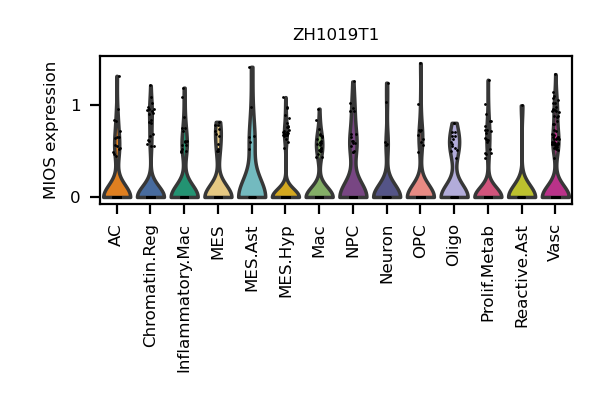 ZH1019T1
MIOS expression
1
0
AC
Chromatin.Reg
Inflammatory.Mac
MES
MES.Ast
MES.Hyp
Mac
NPC
Neuron
OPC
Oligo
Prolif.Metab
Reactive.Ast
Vasc